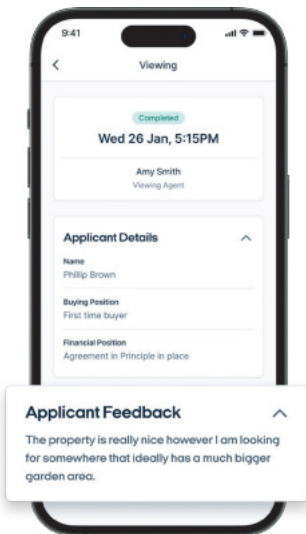 9:41
Viewing
Completed
Wed 26 Jan, 5:15PM
Amy Smith
Viewing Agent
Applicant Details
Name
Phillip Brown
Buying Position
First time buyer
Financial Position
Agreement in Principle in place
Applicant Feedback
The property is really nice however I am looking
for somewhere that ideally has a much bigger
garden area.